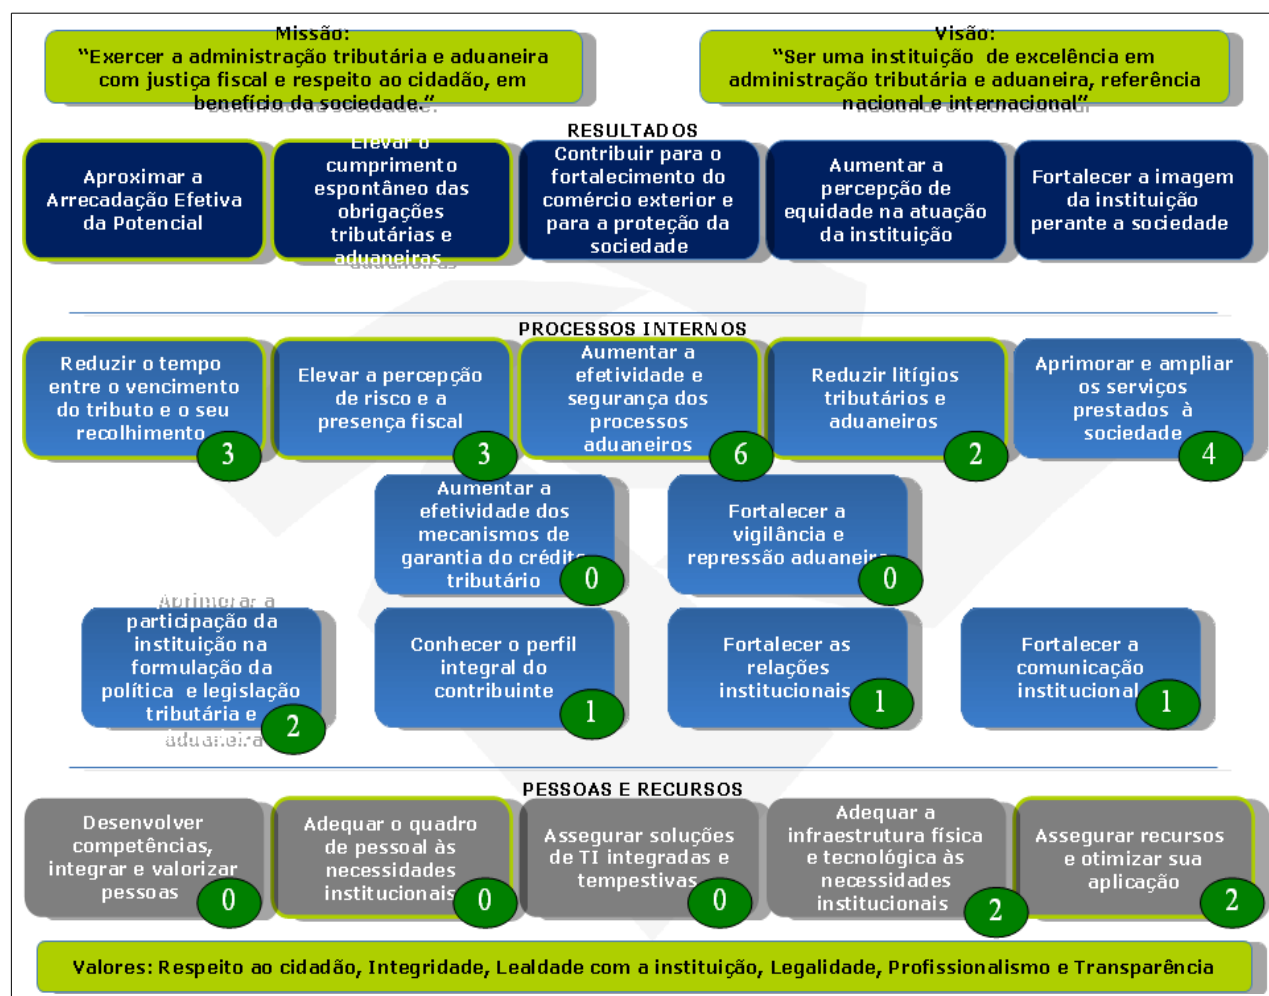 Missão:
“Exercer a administração tributária e aduaneira
com justiça fiscal e respeito ao cidadão, em
benefício da sociedade.”
Visão:
“Ser uma instituição de excelência em
administração tributária e aduaneira, referência
nacional e internacional”
RESULTADOS
Aproximar a
Arrecadação Efetiva
da Potencial
Elevar o
cumprimento
espontâneo das
obrigações
tributárias e
aduaneiras
Contribuir para o
fortalecimento do
comércio exterior e
para a proteção da
sociedade
Aumentar a
percepção de
equidade na atuação
da instituição
Fortalecer a imagem
da instituição
perante a sociedade
PROCESSOS INTERNOS
Reduzir o tempo
entre o vencimento
do tributo e o seu
recolhimento
3
Elevar a percepção
de risco e a
presença fiscal
3
Aumentar a
efetividade e
segurança dos
processos
aduaneiros
6
Reduzir litígios
tributários e
aduaneiros
2
Aprimorar e ampliar
os serviços
prestados à
sociedade
4
Aumentar a
efetividade dos
mecanismos de
garantia do crédito
tributário
0
Fortalecer a
vigilância e
repressão aduaneira
0
Aprimorar a
participação da
instituição na
formulação da
política e legislação
tributária e
aduaneira
2
Conhecer o perfil
integral do
contribuinte
1
Fortalecer as
relações
institucionais
1
Fortalecer a
comunicação
institucional
1
PESSOAS E RECURSOS
Desenvolver
competências,
integrar e valorizar
pessoas
0
Adequar o quadro
de pessoal às
necessidades
institucionais
0
Assegurar soluções
de TI integradas e
tempestivas
0
Adequar a
infraestrutura física
e tecnológica às
necessidades
institucionais
2
Assegurar recursos
e otimizar sua
aplicação
2
Valores: Respeito ao cidadão, Integridade, Lealdade com a instituição, Legalidade, Profissionalismo e Transparência